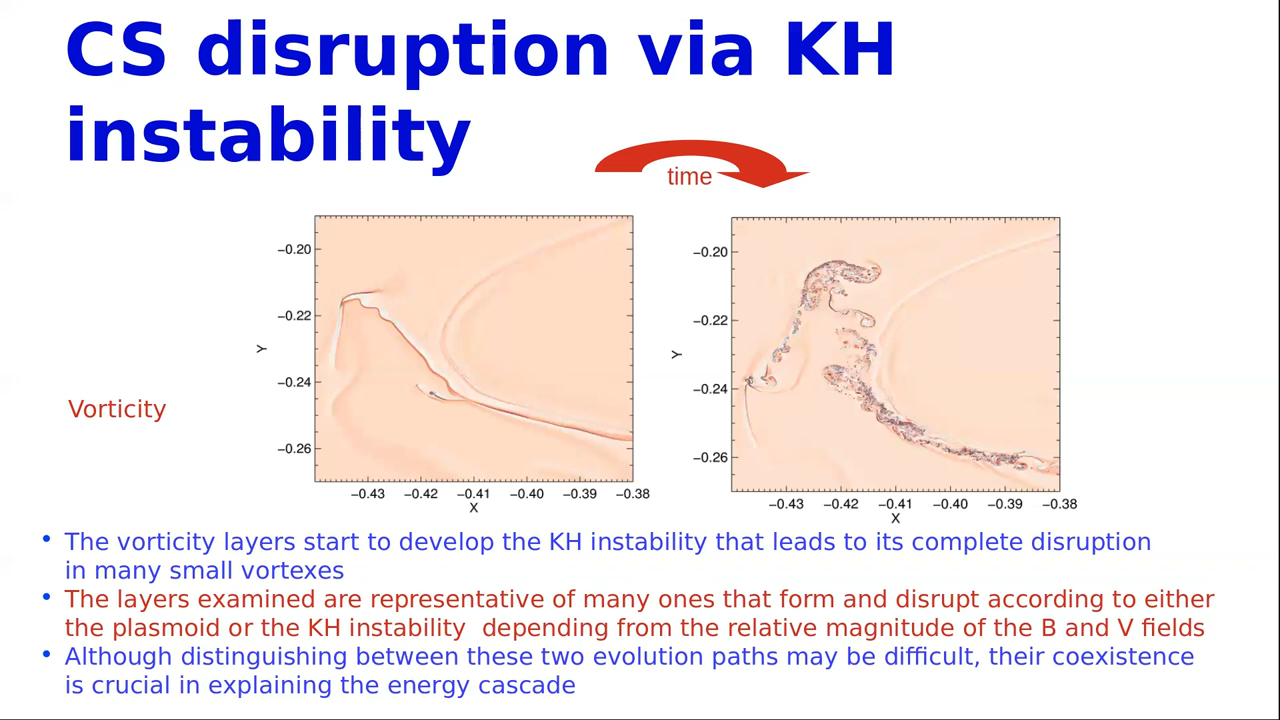 CS disruption via KH
instability
time
−0.20
−0.22
−0.24
−0.26
Y
−0.43 −0.42 −0.41 −0.40 −0.39 −0.38
X
−0.20
−0.22
−0.24
−0.26
Y
−0.43 −0.42 −0.41 −0.40 −0.39 −0.38
X
Vorticity
• The vorticity layers start to develop the KH instability that leads to its complete disruption
in many small vortexes
• The layers examined are representative of many ones that form and disrupt according to either
the plasmoid or the KH instability  depending from the relative magnitude of the B and V fields
• Although distinguishing between these two evolution paths may be difficult, their coexistence
is crucial in explaining the energy cascade